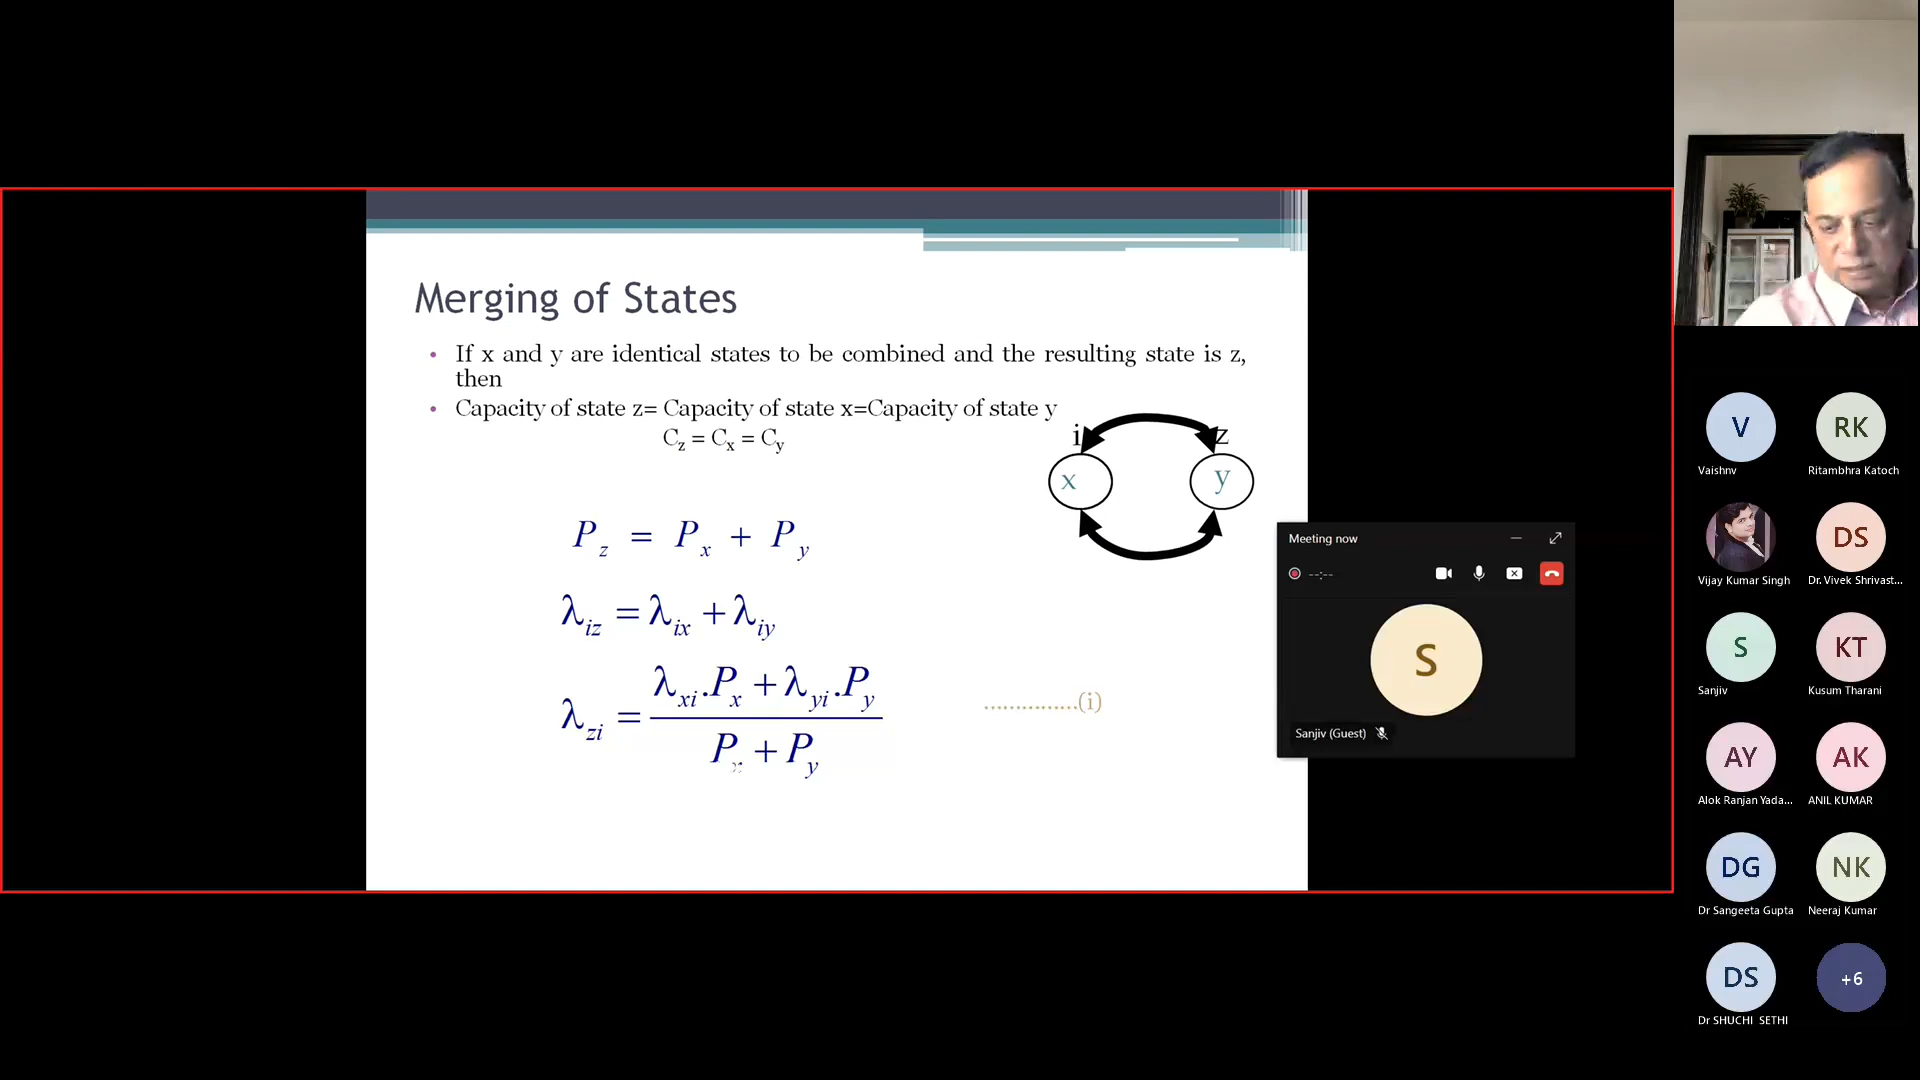 Merging of States
• If x and y are identical states to be combined and the resulting state is z,
then
• Capacity of state z= Capacity of state x=Capacity of state y
C_z = C_x = C_y
i
z
x
y
P_z = P_x + P_y
λ_iz = λ_ix + λ_iy
λ_zi = (λ_xi.P_x + λ_yi.P_y) / (P_x + P_y)
...............(i)
Meeting now
--:--
S
Sanjiv (Guest)
V
RK
Vaishnv
Ritambhra Katoch
DS
Vijay Kumar Singh
Dr. Vivek Shrivast...
S
KT
Sanjiv
Kusum Tharani
AY
AK
Alok Ranjan Yada...
ANIL KUMAR
DG
NK
Dr Sangeeta Gupta
Neeraj Kumar
DS
+6
Dr SHUCHI SETHI